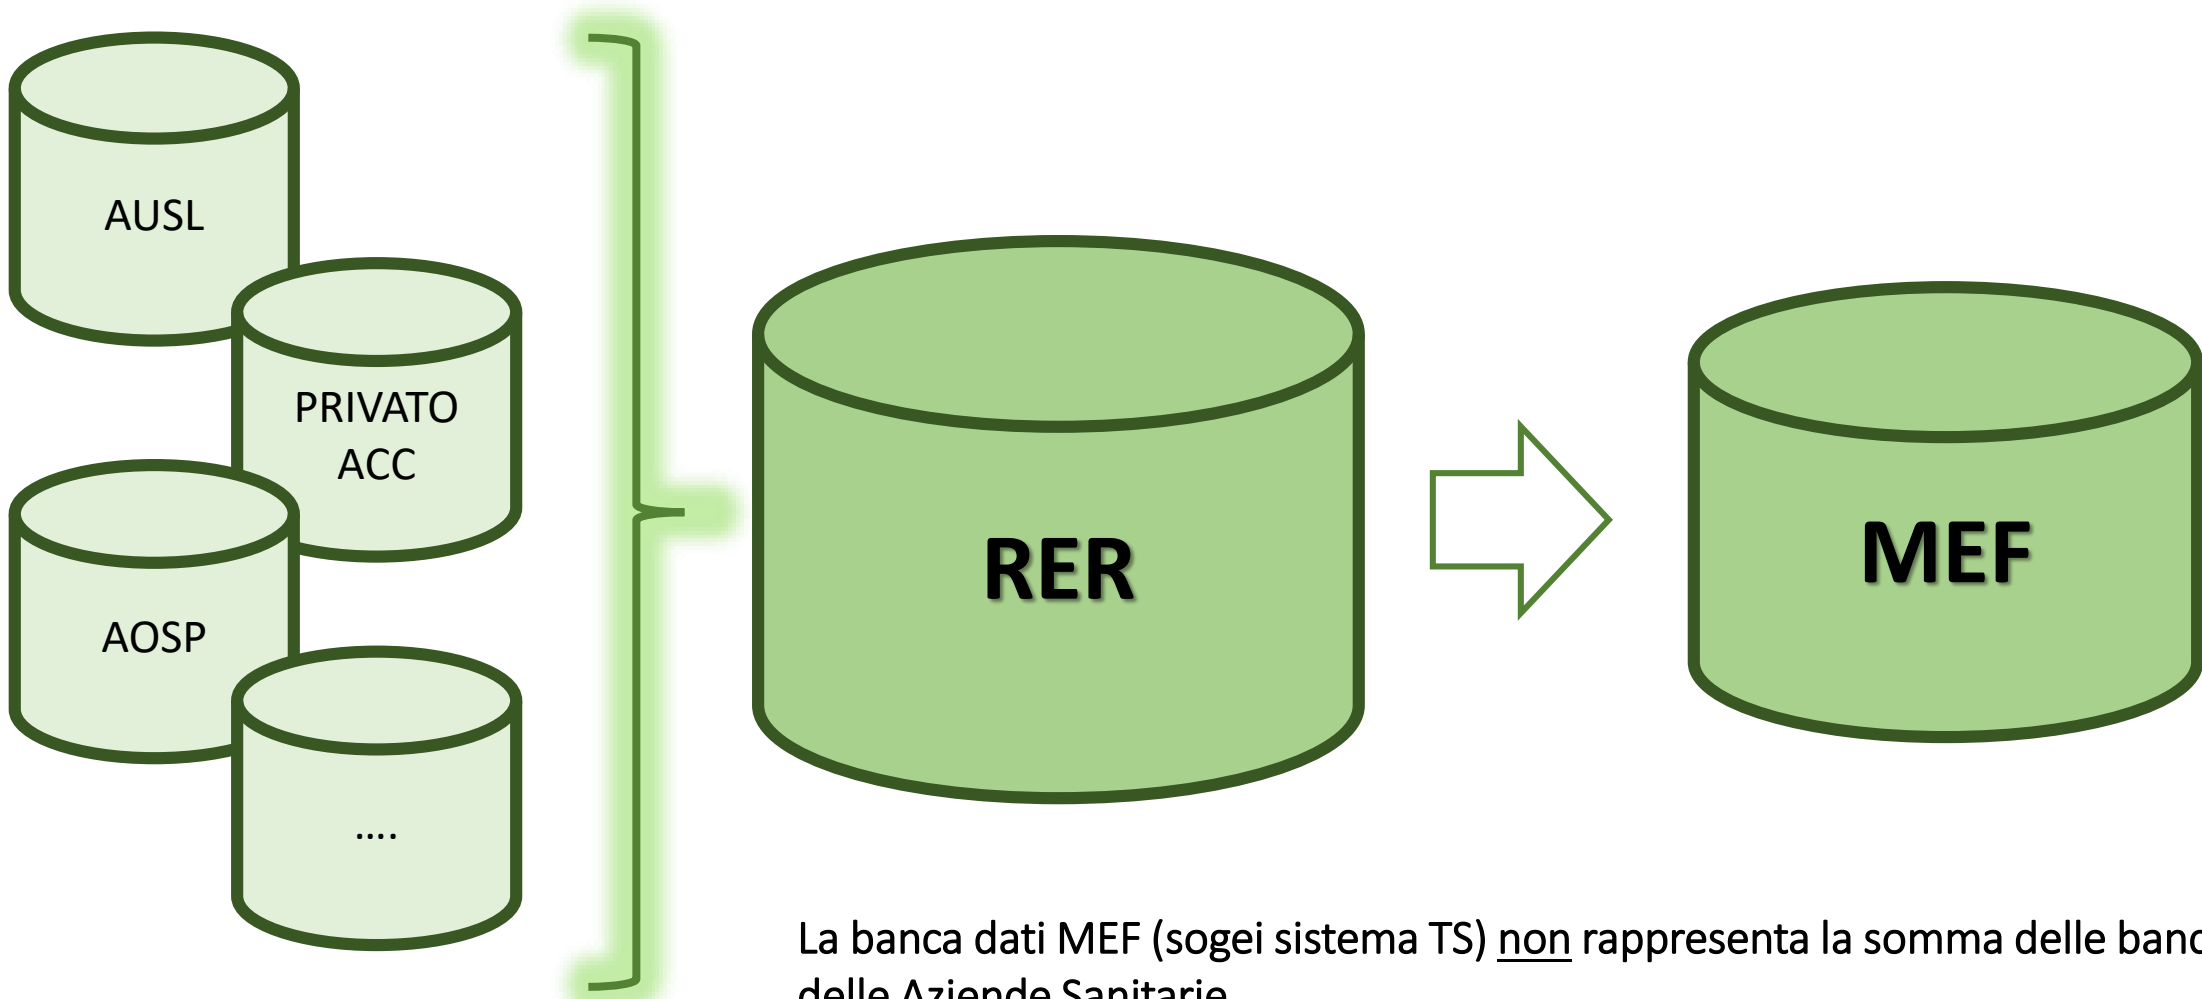 AUSL
PRIVATO
ACC
AOSP
....
RER
MEF
La banca dati MEF (sogei sistema TS) non rappresenta la somma delle
delle Aziende Sanitarie